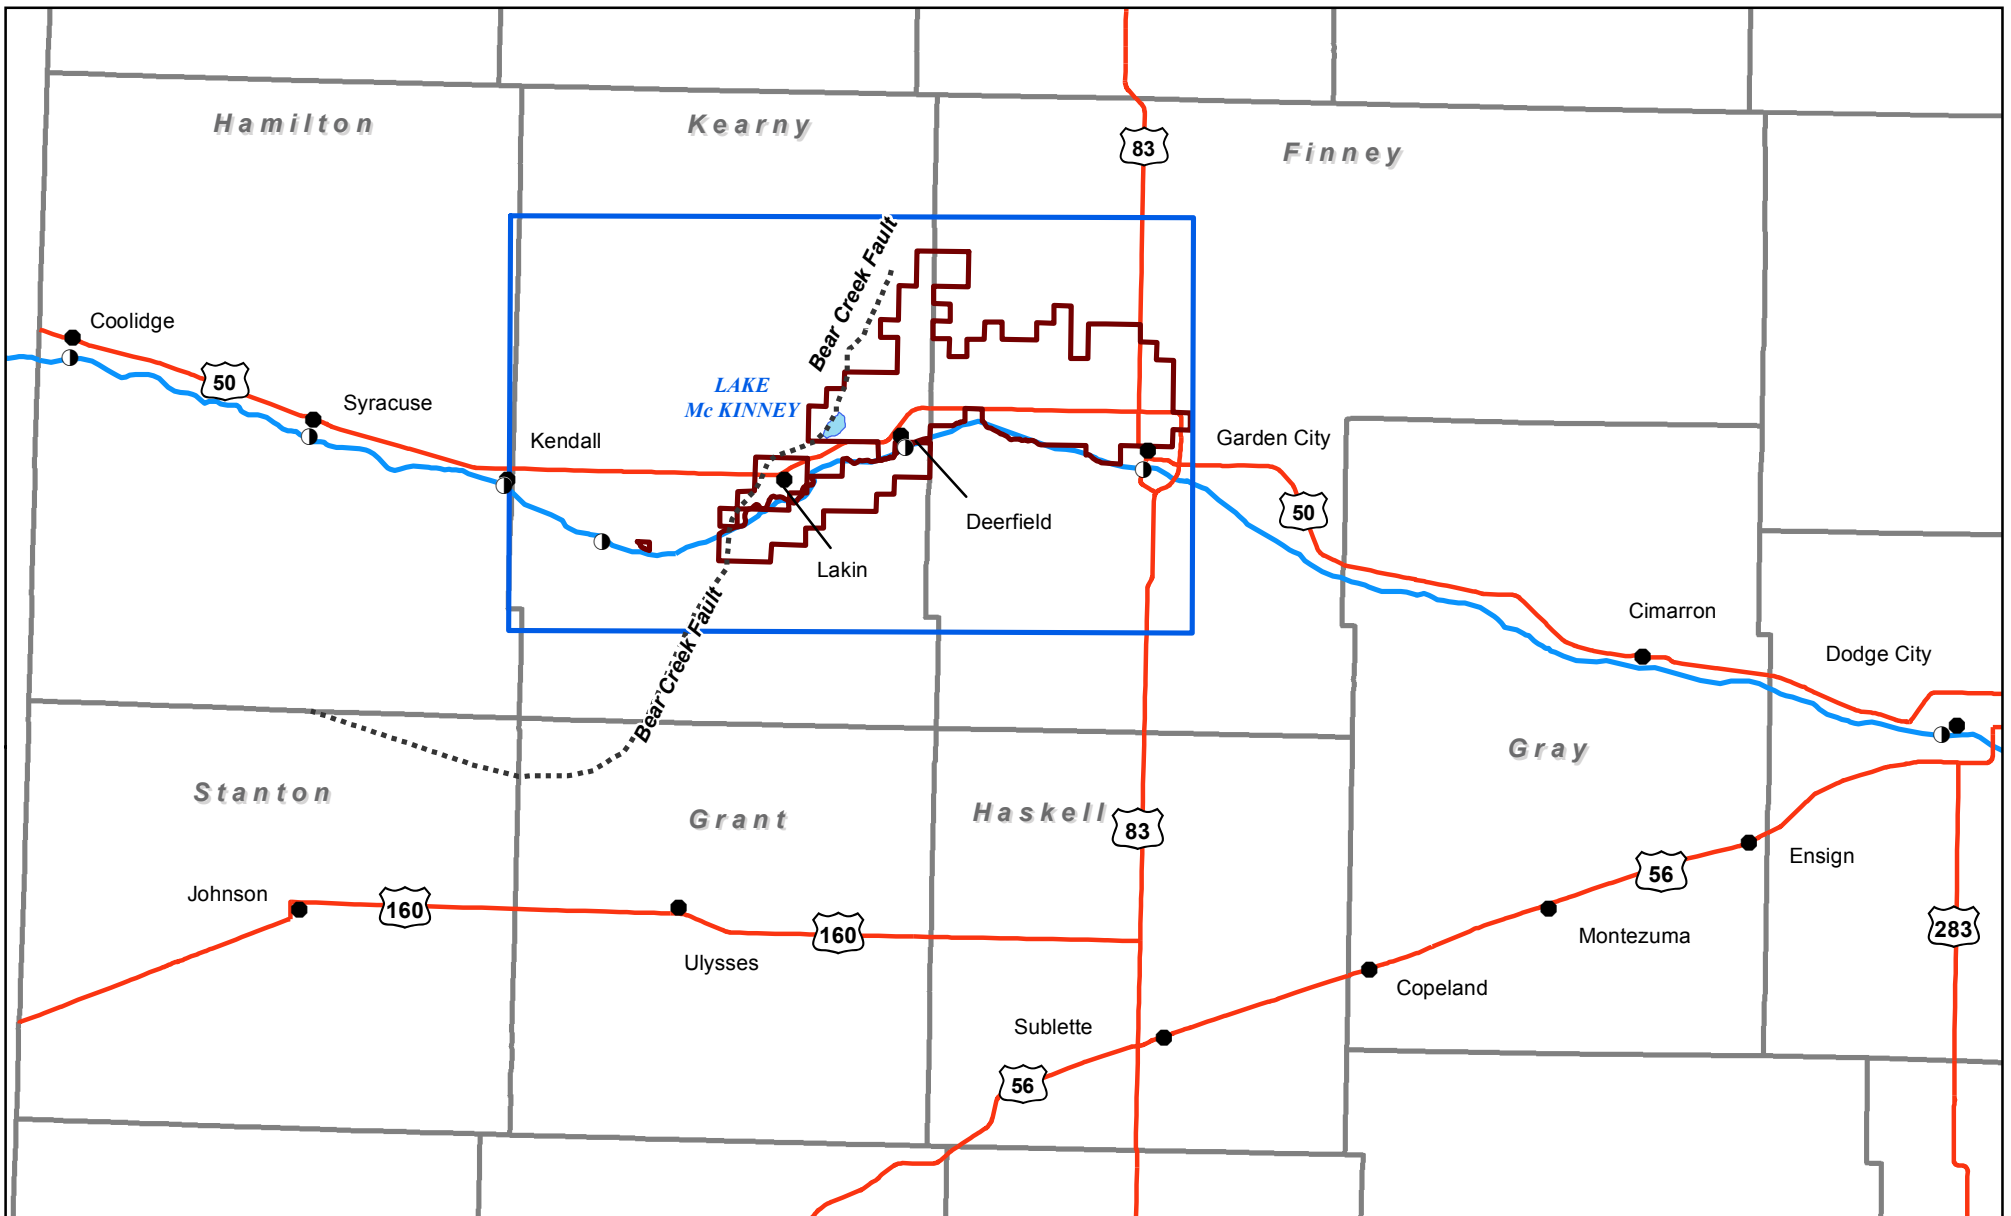 Hamilton
Kearny
Finney
83
Bear Creek Fault
Coolidge
50
Syracuse
LAKE
Mc KINNEY
Kendall
Garden City
50
Deerfield
Lakin
Cimarron
Dodge City
Bear Creek Fault
Gray
Stanton
Grant
Haskell
83
Ensign
56
Johnson
160
160
Ulysses
Montezuma
283
Copeland
Sublette
56